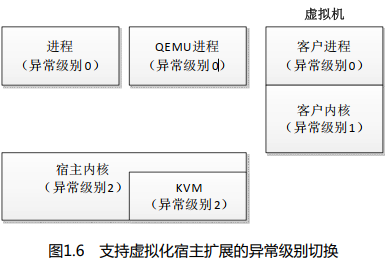 虚拟机
进程
（异常级别0）
QEMU进程
（异常级别0）
客户进程
（异常级别0）
客户内核
（异常级别1）
宿主内核
（异常级别2）
KVM
（异常级别2）
图1.6 支持虚拟化宿主扩展的异常级别切换